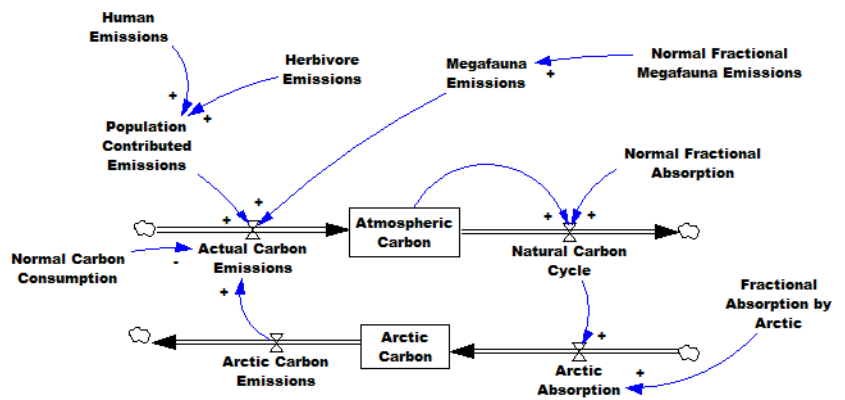 Human
Emissions
Herbivore
Emissions
Megafauna
Emissions
Normal Fractional
Megafauna Emissions
+
+
+
Population
Contributed
Emissions
Normal Fractional
Absorption
+
+
+
+
Atmospheric
Carbon
Normal Carbon
Consumption
-
Actual Carbon
Emissions
Natural Carbon
Cycle
+
Fractional
Absorption by
Arctic
Arctic
Carbon
+
Arctic Carbon
Emissions
Arctic
Absorption
+